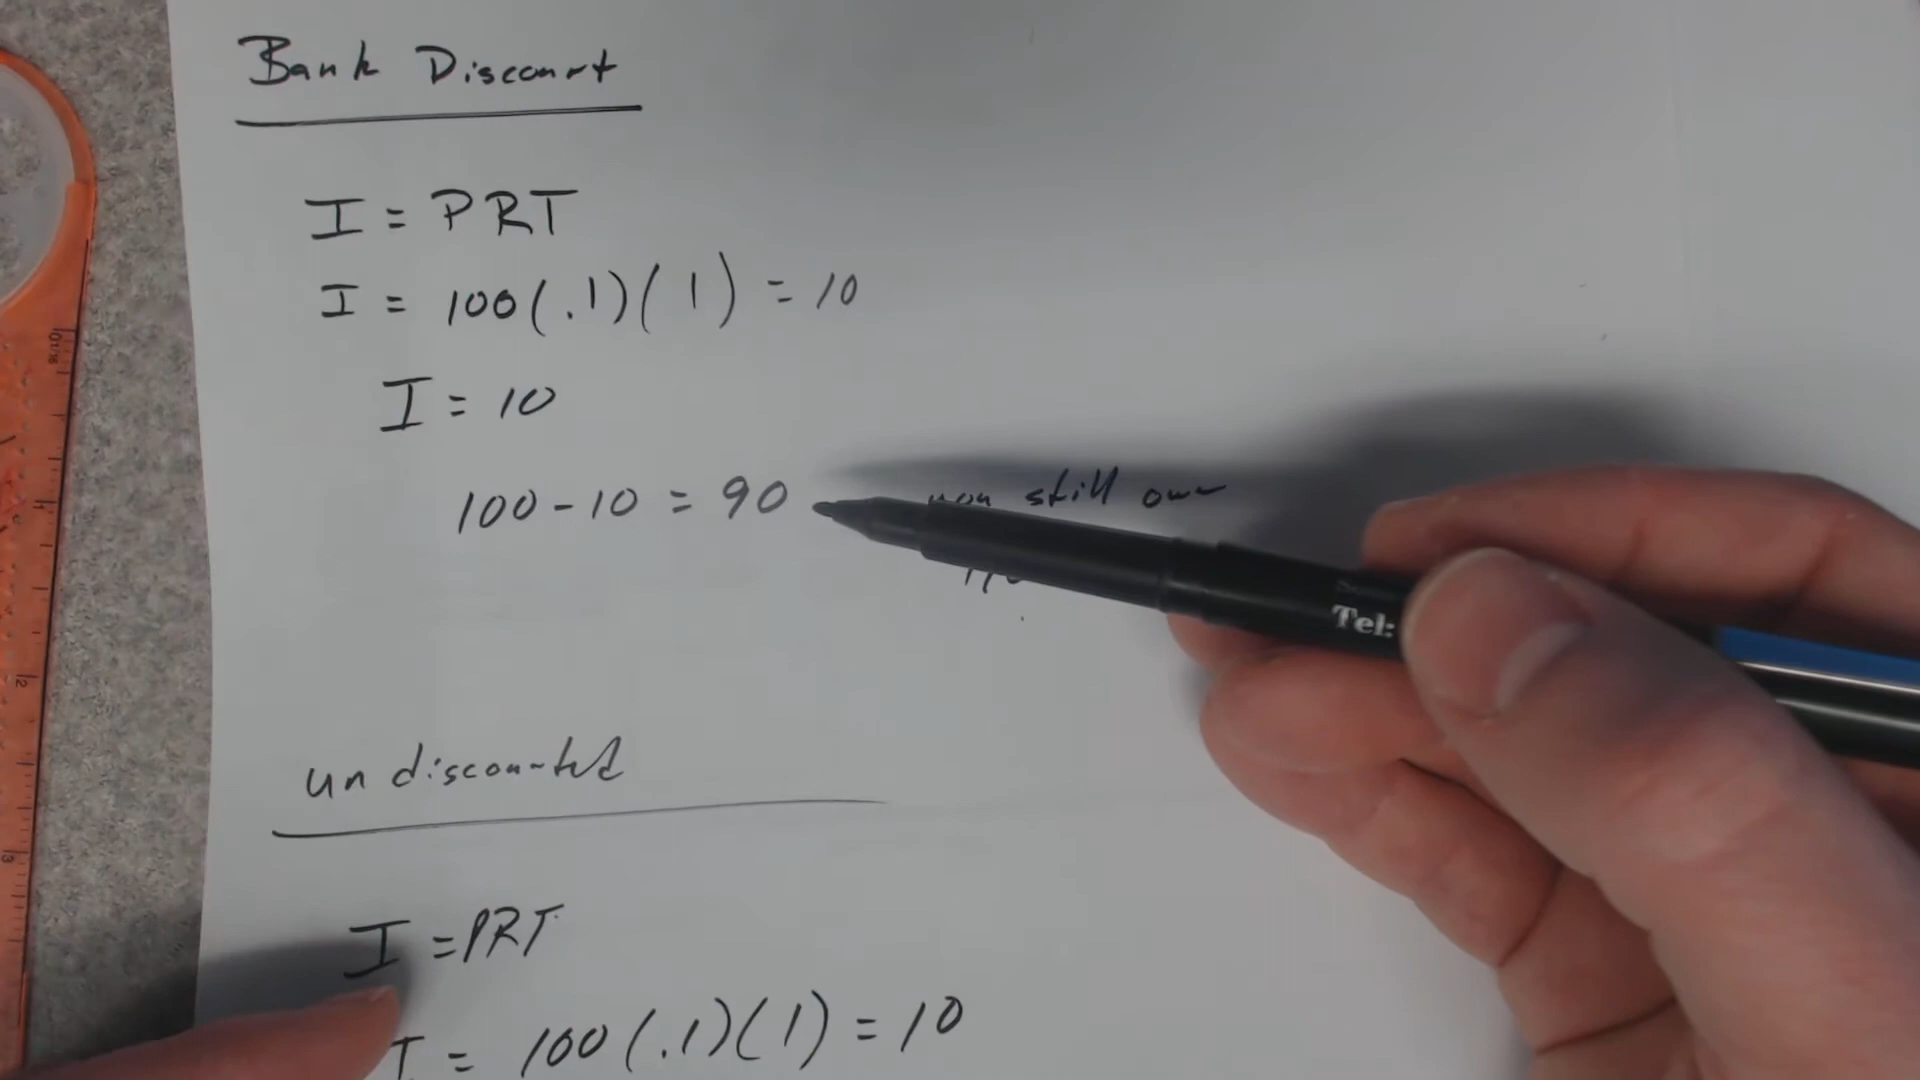 Bank Discount
I = PRT
I = 100(.1)(1) = 10
I = 10
100 - 10 = 90
you still owe
undiscounted
I = PRT
I = 100(.1)(1) = 10
Tel: